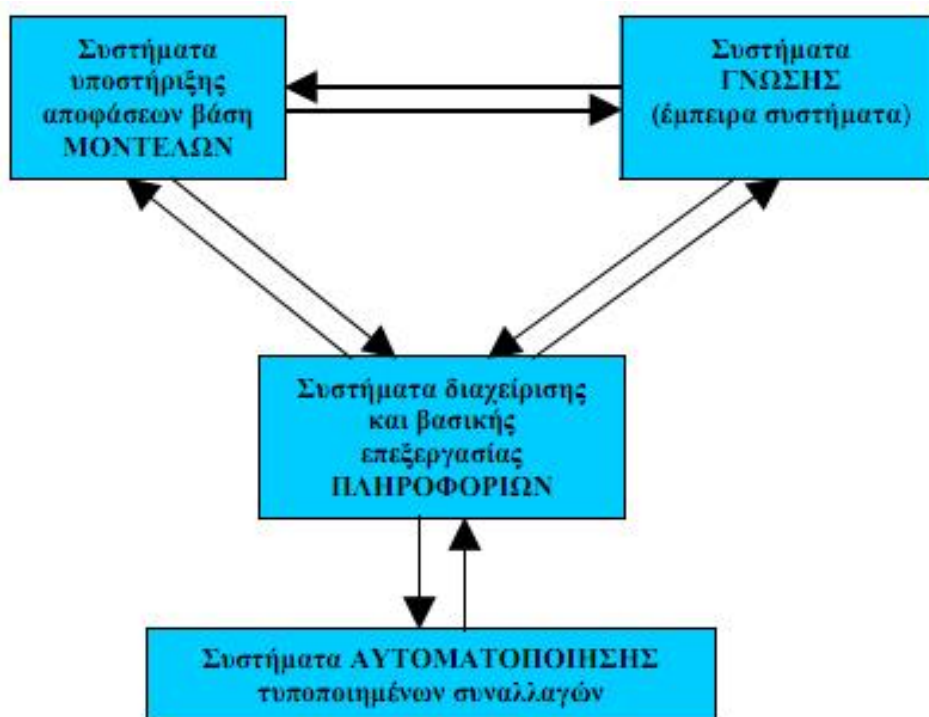 Συστήματα
υποστήριξης
αποφάσεων βάση
ΜΟΝΤΕΛΩΝ
Συστήματα
ΓΝΩΣΗΣ
(έμπειρα συστήματα)
Συστήματα διαχείρισης
και βασικής
επεξεργασίας
ΠΛΗΡΟΦΟΡΙΩΝ
Συστήματα ΑΥΤΟΜΑΤΟΠΟΙΗΣΗΣ
τυποποιημένων συναλλαγών